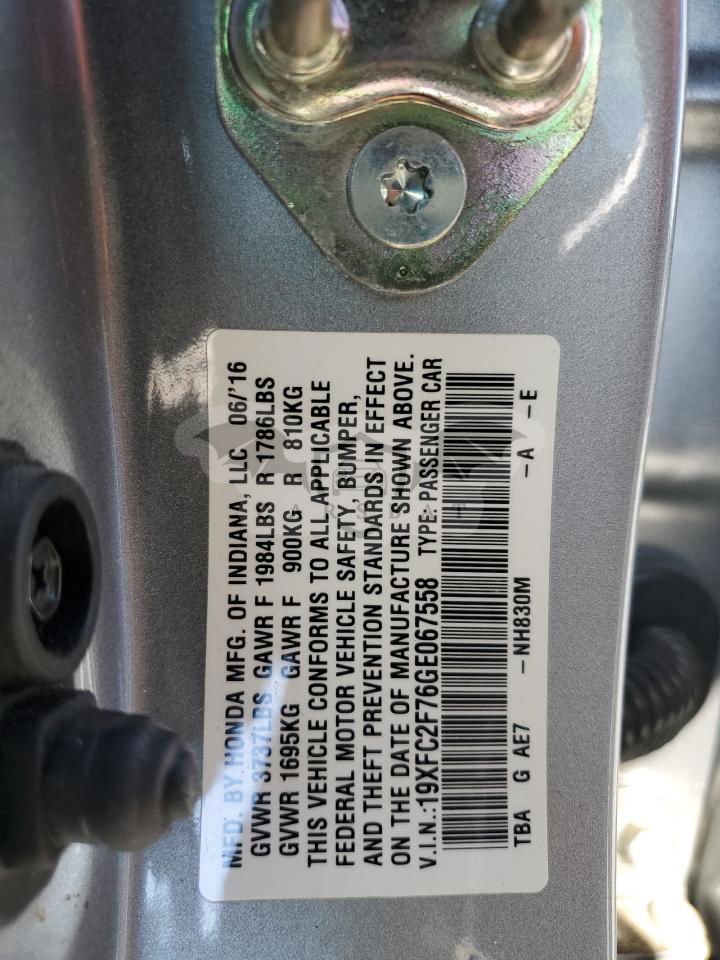 MFD. BY HONDA MFG. OF INDIANA, LLC 06/'16
GVWR 3737LBS GAWR F 1984LBS R 1786LBS
GVWR 1695KG GAWR F 900KG R 810KG
THIS VEHICLE CONFORMS TO ALL APPLICABLE
FEDERAL MOTOR VEHICLE SAFETY, BUMPER,
AND THEFT PREVENTION STANDARDS IN EFFECT
ON THE DATE OF MANUFACTURE SHOWN ABOVE.
V.I.N.:19XFC2F76GE067558 TYPE: PASSENGER CAR
TBA G AE7 -NH830M -A -E